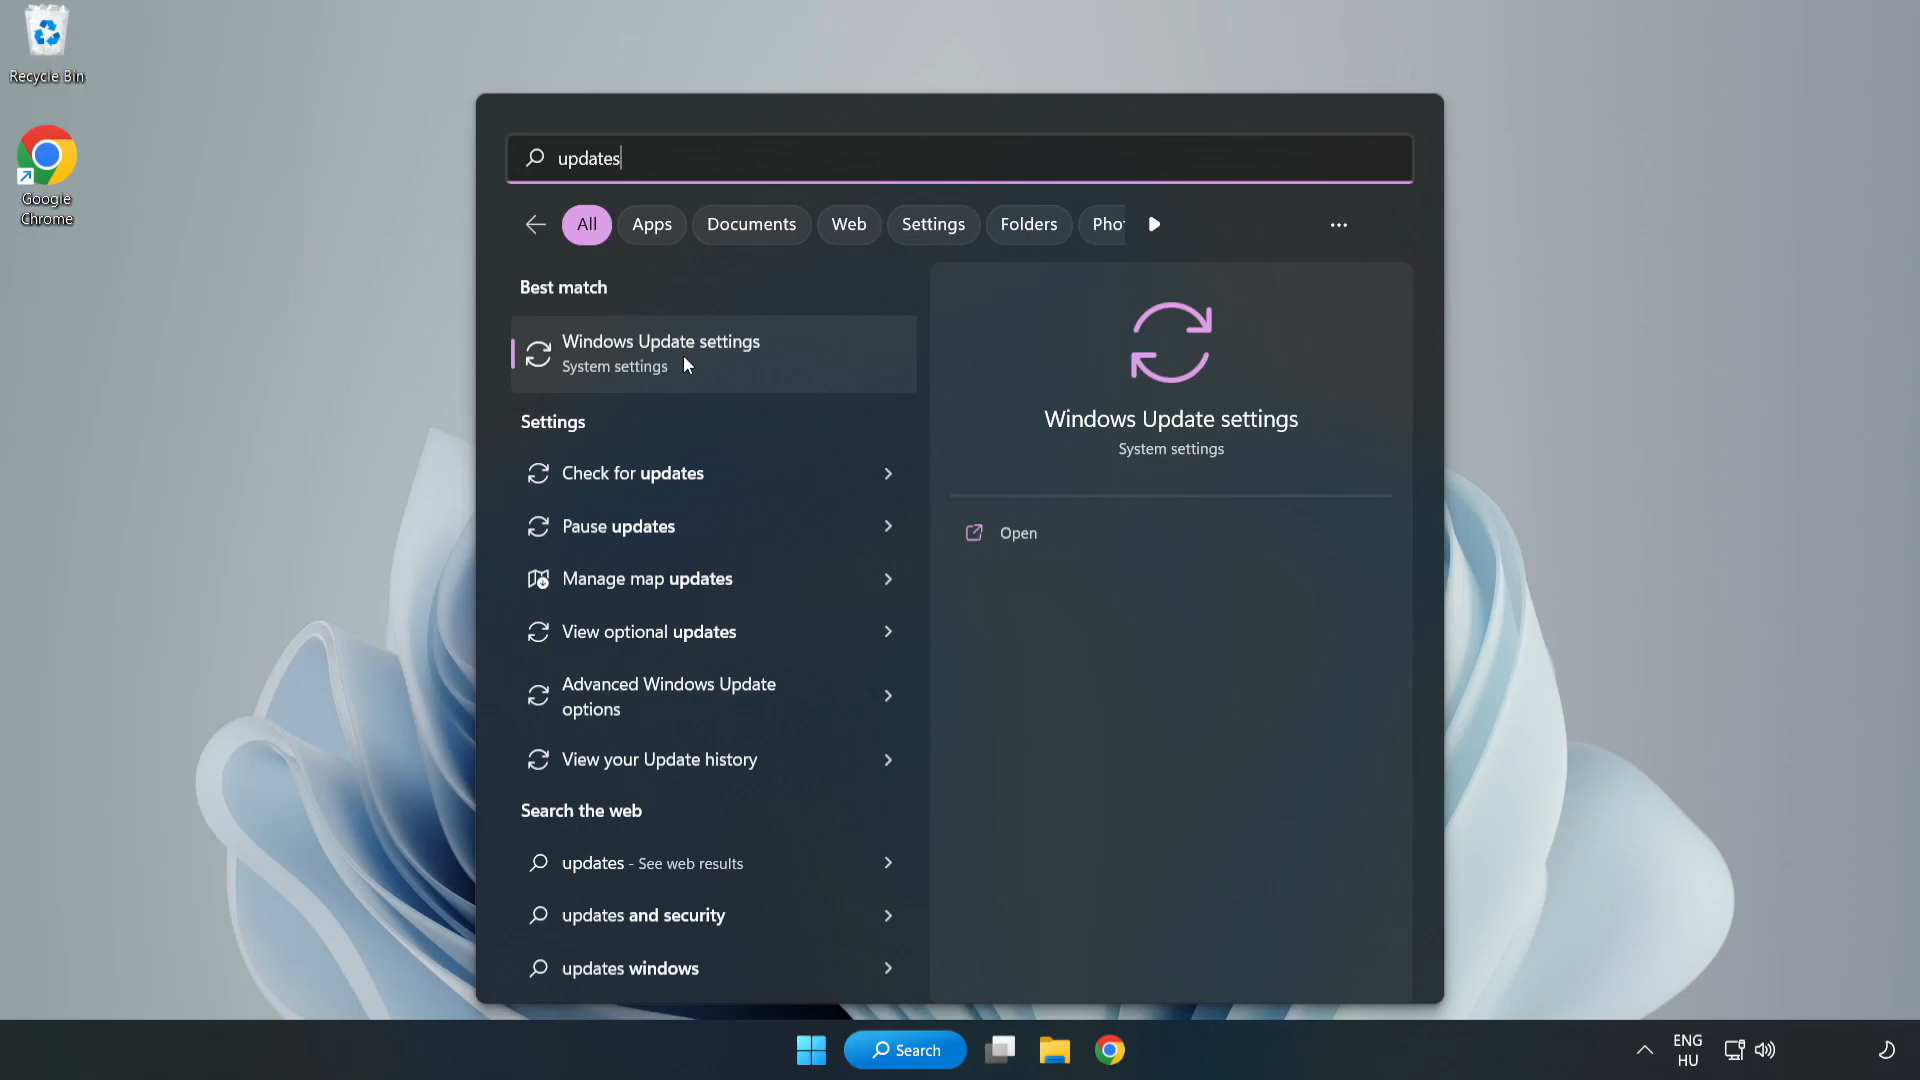 Recycle Bin
Google
Chrome
updates
All
Apps
Documents
Web
Settings
Folders
Best match
Windows Update settings
System settings
Settings
Check for updates
Pause updates
Manage map updates
View optional updates
Advanced Windows Update
options
View your Update history
Search the web
updates - See web results
updates and security
updates windows
Windows Update settings
System settings
Open
Search
ENG
HU